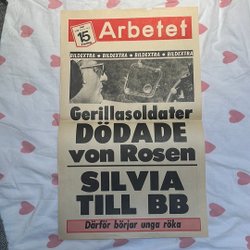 15
Arbetet
BILDEXTRA • BILDEXTRA • BILDEXTRA • BILDEXTRA
Gerillasoldater
DÖDADE
von Rosen
SILVIA
TILL BB
Därför börjar unga röka